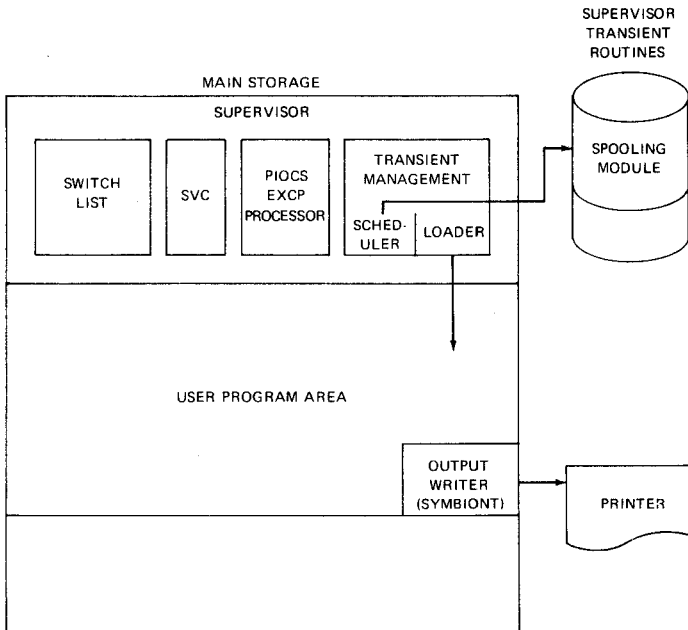 SUPERVISOR
TRANSIENT
ROUTINES
MAIN STORAGE
SUPERVISOR
SWITCH
LIST
SVC
PIOCS
EXCP
PROCESSOR
TRANSIENT
MANAGEMENT
SCHED-
ULER
LOADER
SPOOLING
MODULE
USER PROGRAM AREA
OUTPUT
WRITER
(SYMBIONT)
PRINTER